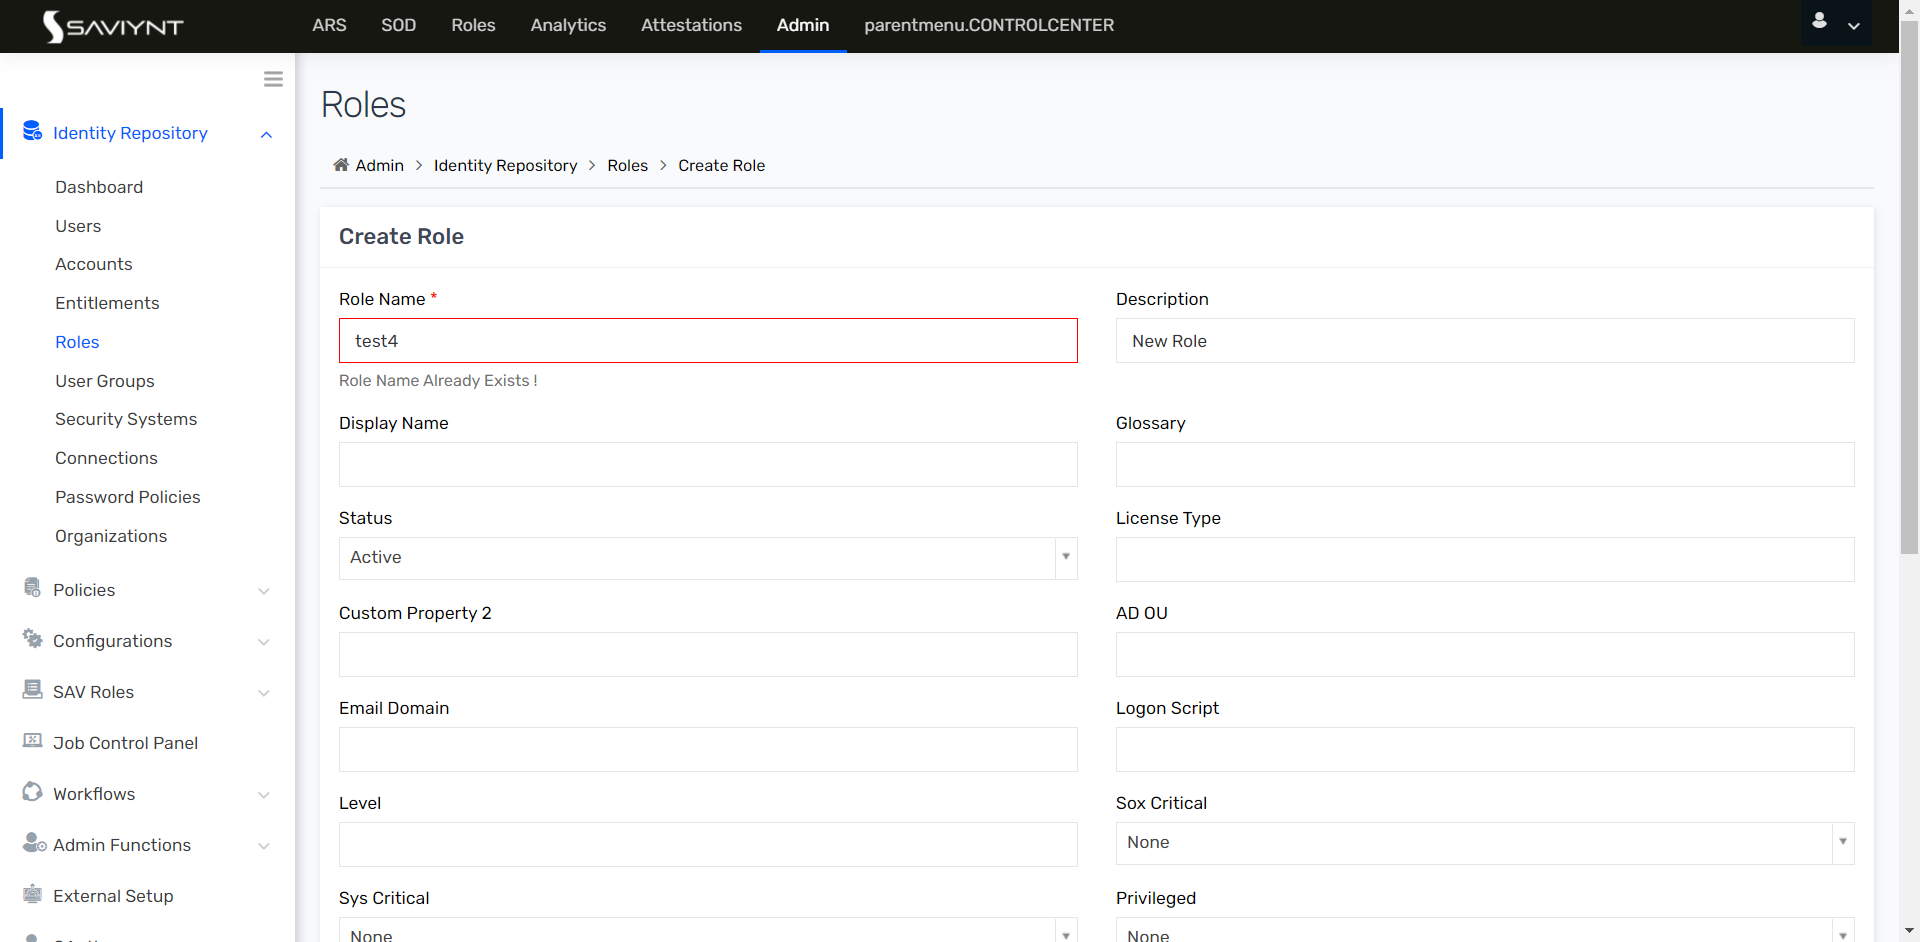 SAVIYNT
ARS SOD Roles Analytics Attestations Admin parentmenu.CONTROLCENTER
Identity Repository
Dashboard
Users
Accounts
Entitlements
Roles
User Groups
Security Systems
Connections
Password Policies
Organizations
Policies
Configurations
SAV Roles
Job Control Panel
Workflows
Admin Functions
External Setup
Roles
Admin > Identity Repository > Roles > Create Role
Create Role
Role Name *
test4
Role Name Already Exists !
Description
New Role
Display Name
Glossary
Status
Active
License Type
Custom Property 2
AD OU
Email Domain
Logon Script
Level
Sox Critical
None
Sys Critical
None
Privileged
None